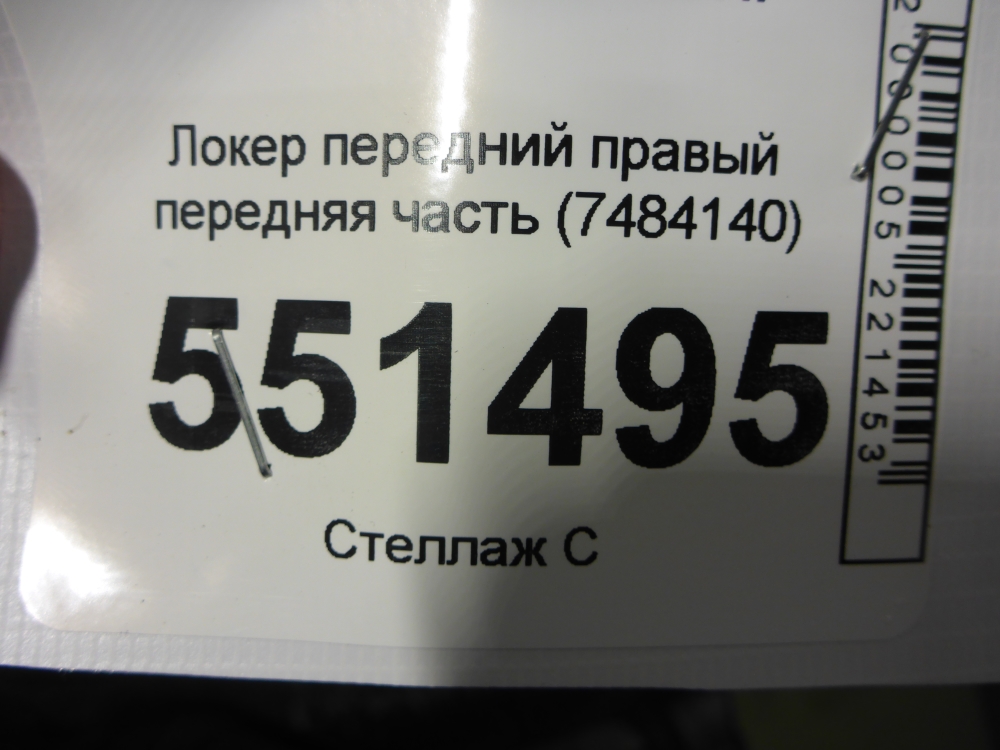 Локер передний правый
передняя часть (7484140)
551495
Стеллаж С
2000005221453